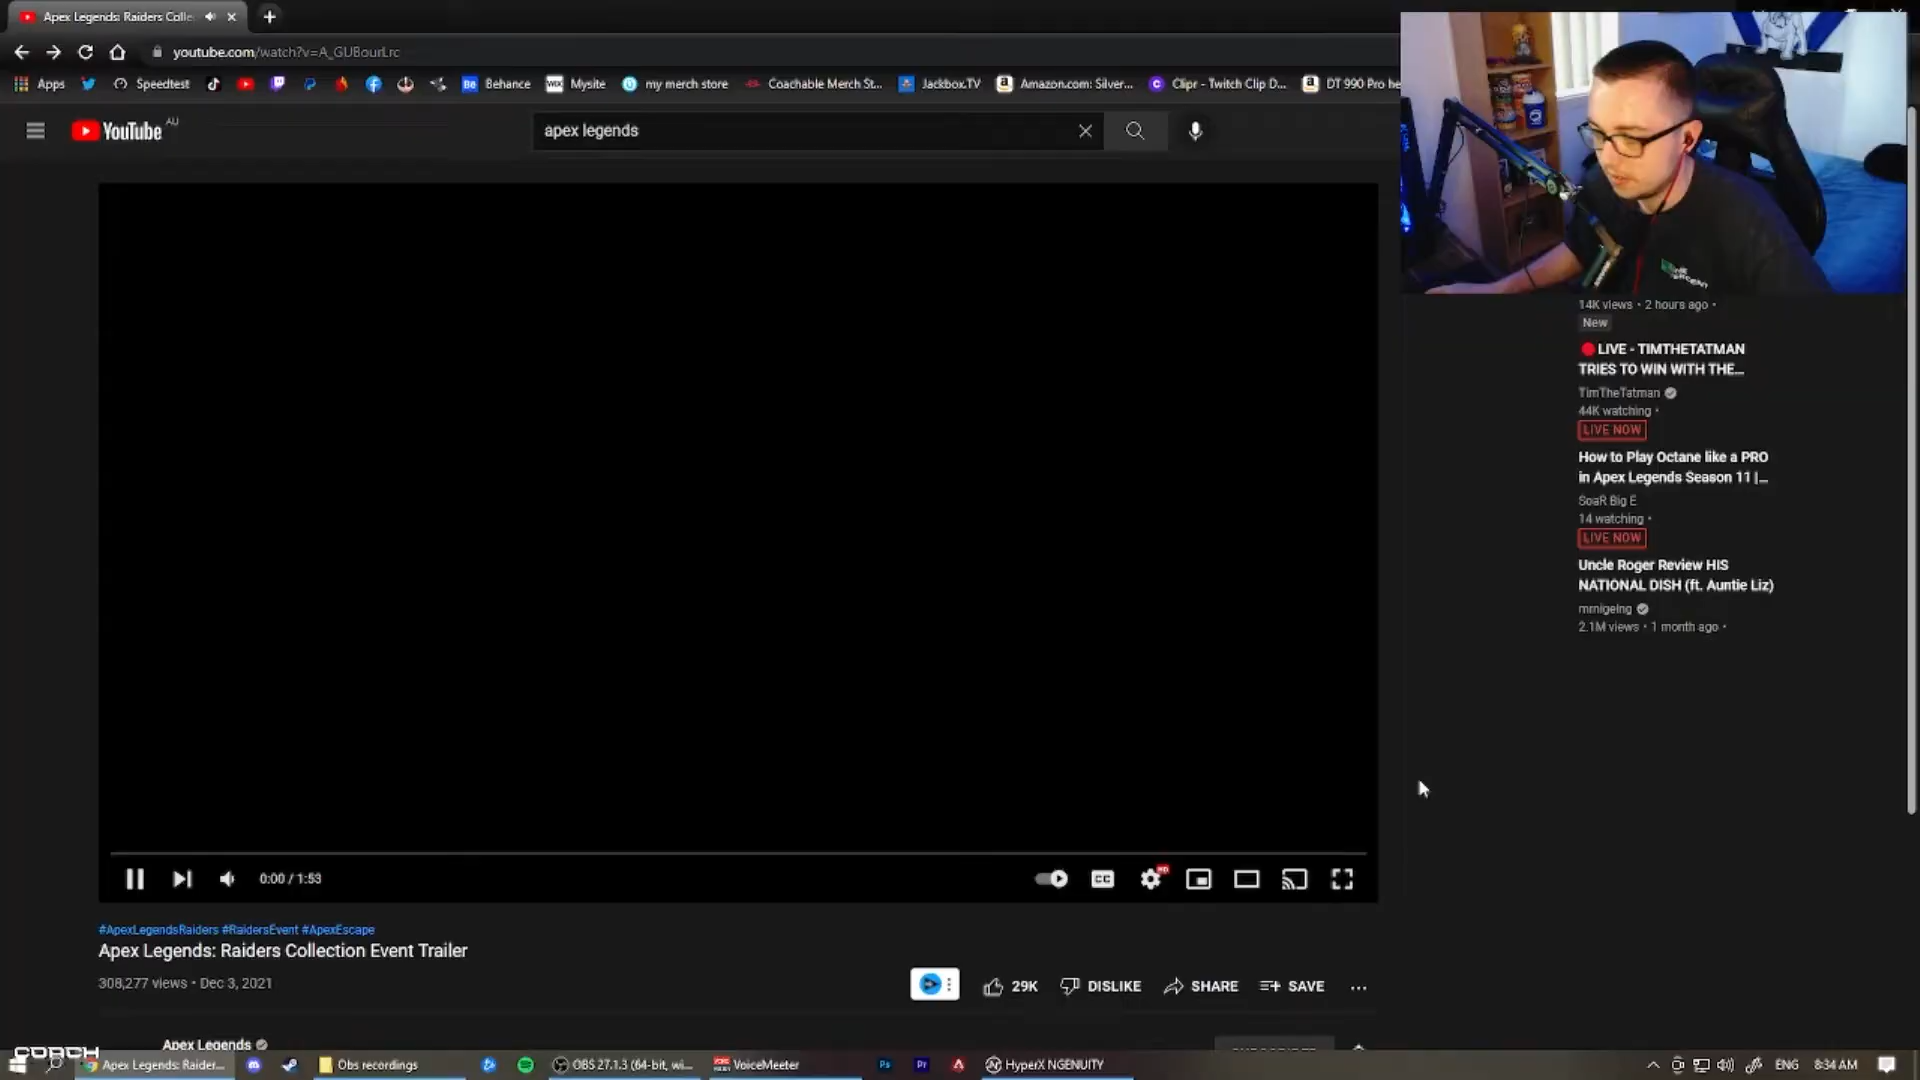 Apex Legends: Raiders Colle
youtube.com/watch?v=A_GUBourLrc
Apps
Speedtest
Behance
Mysite
my merch store
Coachable Merch St...
Jackbox.TV
Amazon.com: Silver...
Clipr - Twitch Clip D...
DT 990 Pro he
YouTube AU
apex legends
14K views • 2 hours ago •
New
LIVE - TIMTHETATMAN
TRIES TO WIN WITH THE...
TimTheTatman
44K watching •
LIVE NOW
How to Play Octane like a PRO
in Apex Legends Season 11 |...
SoaR Big E
14 watching •
LIVE NOW
Uncle Roger Review HIS
NATIONAL DISH (ft. Auntie Liz)
mrnigelng
2.1M views • 1 month ago •
0:00 / 1:53
CC
HD
#ApexLegendsRaiders #RaidersEvent #ApexEscape
Apex Legends: Raiders Collection Event Trailer
308,277 views • Dec 3, 2021
29K
DISLIKE
SHARE
SAVE
Apex Legends
COACH
Apex Legends: Raider...
Obs recordings
OBS 27.1.3 (64-bit, wi...
VoiceMeeter
Ps
Pr
HyperX NGENUITY
ENG
8:34 AM